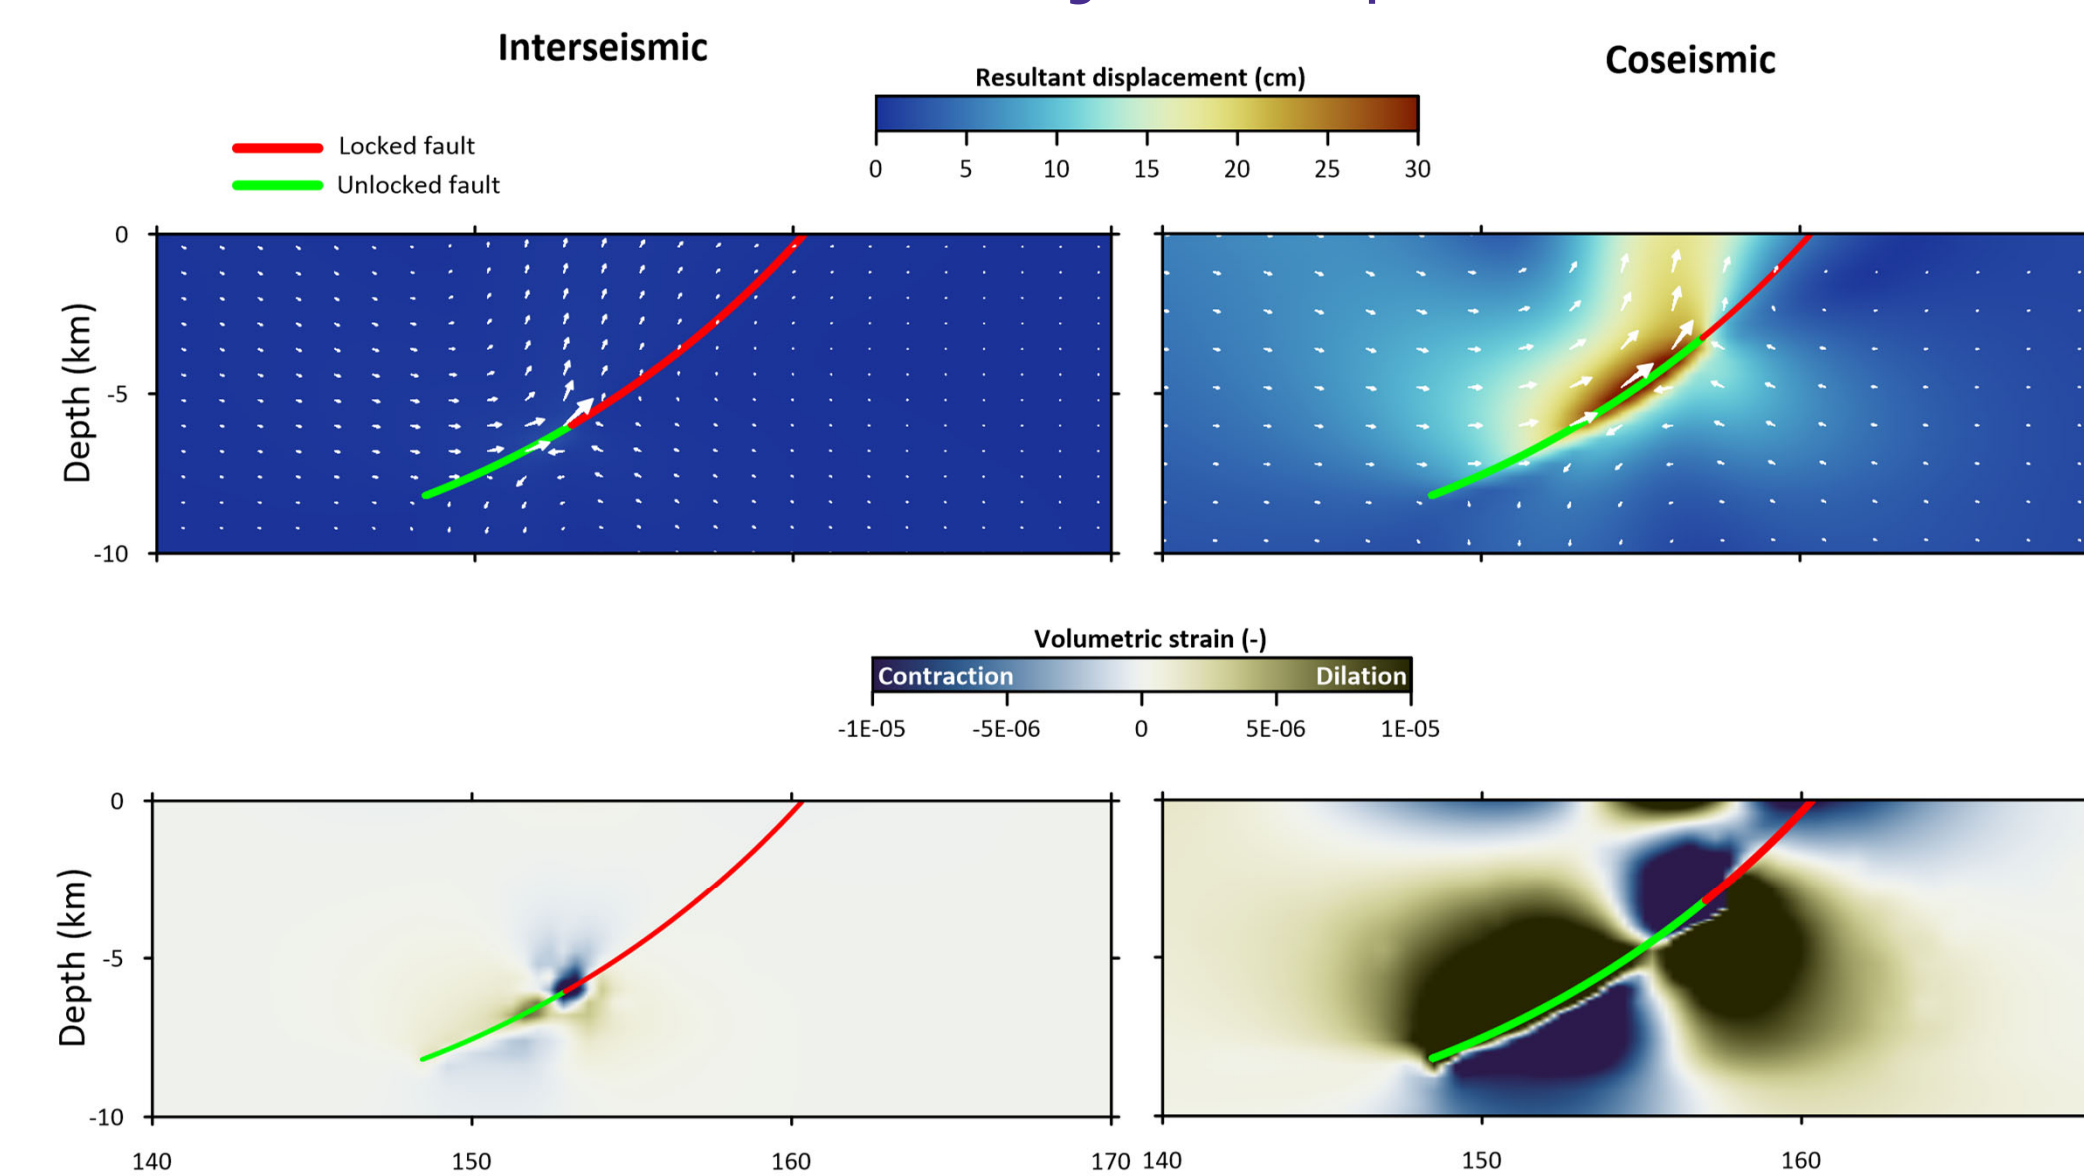 Interseismic
Coseismic
Resultant displacement (cm)
0 5 10 15 20 25 30
Locked fault
Unlocked fault
0
-5
-10
Depth (km)
Volumetric strain (-)
Contraction Dilation
-1E-05 -5E-06 0 5E-06 1E-05
0
-5
-10
Depth (km)
140 150 160 170 140 150 160